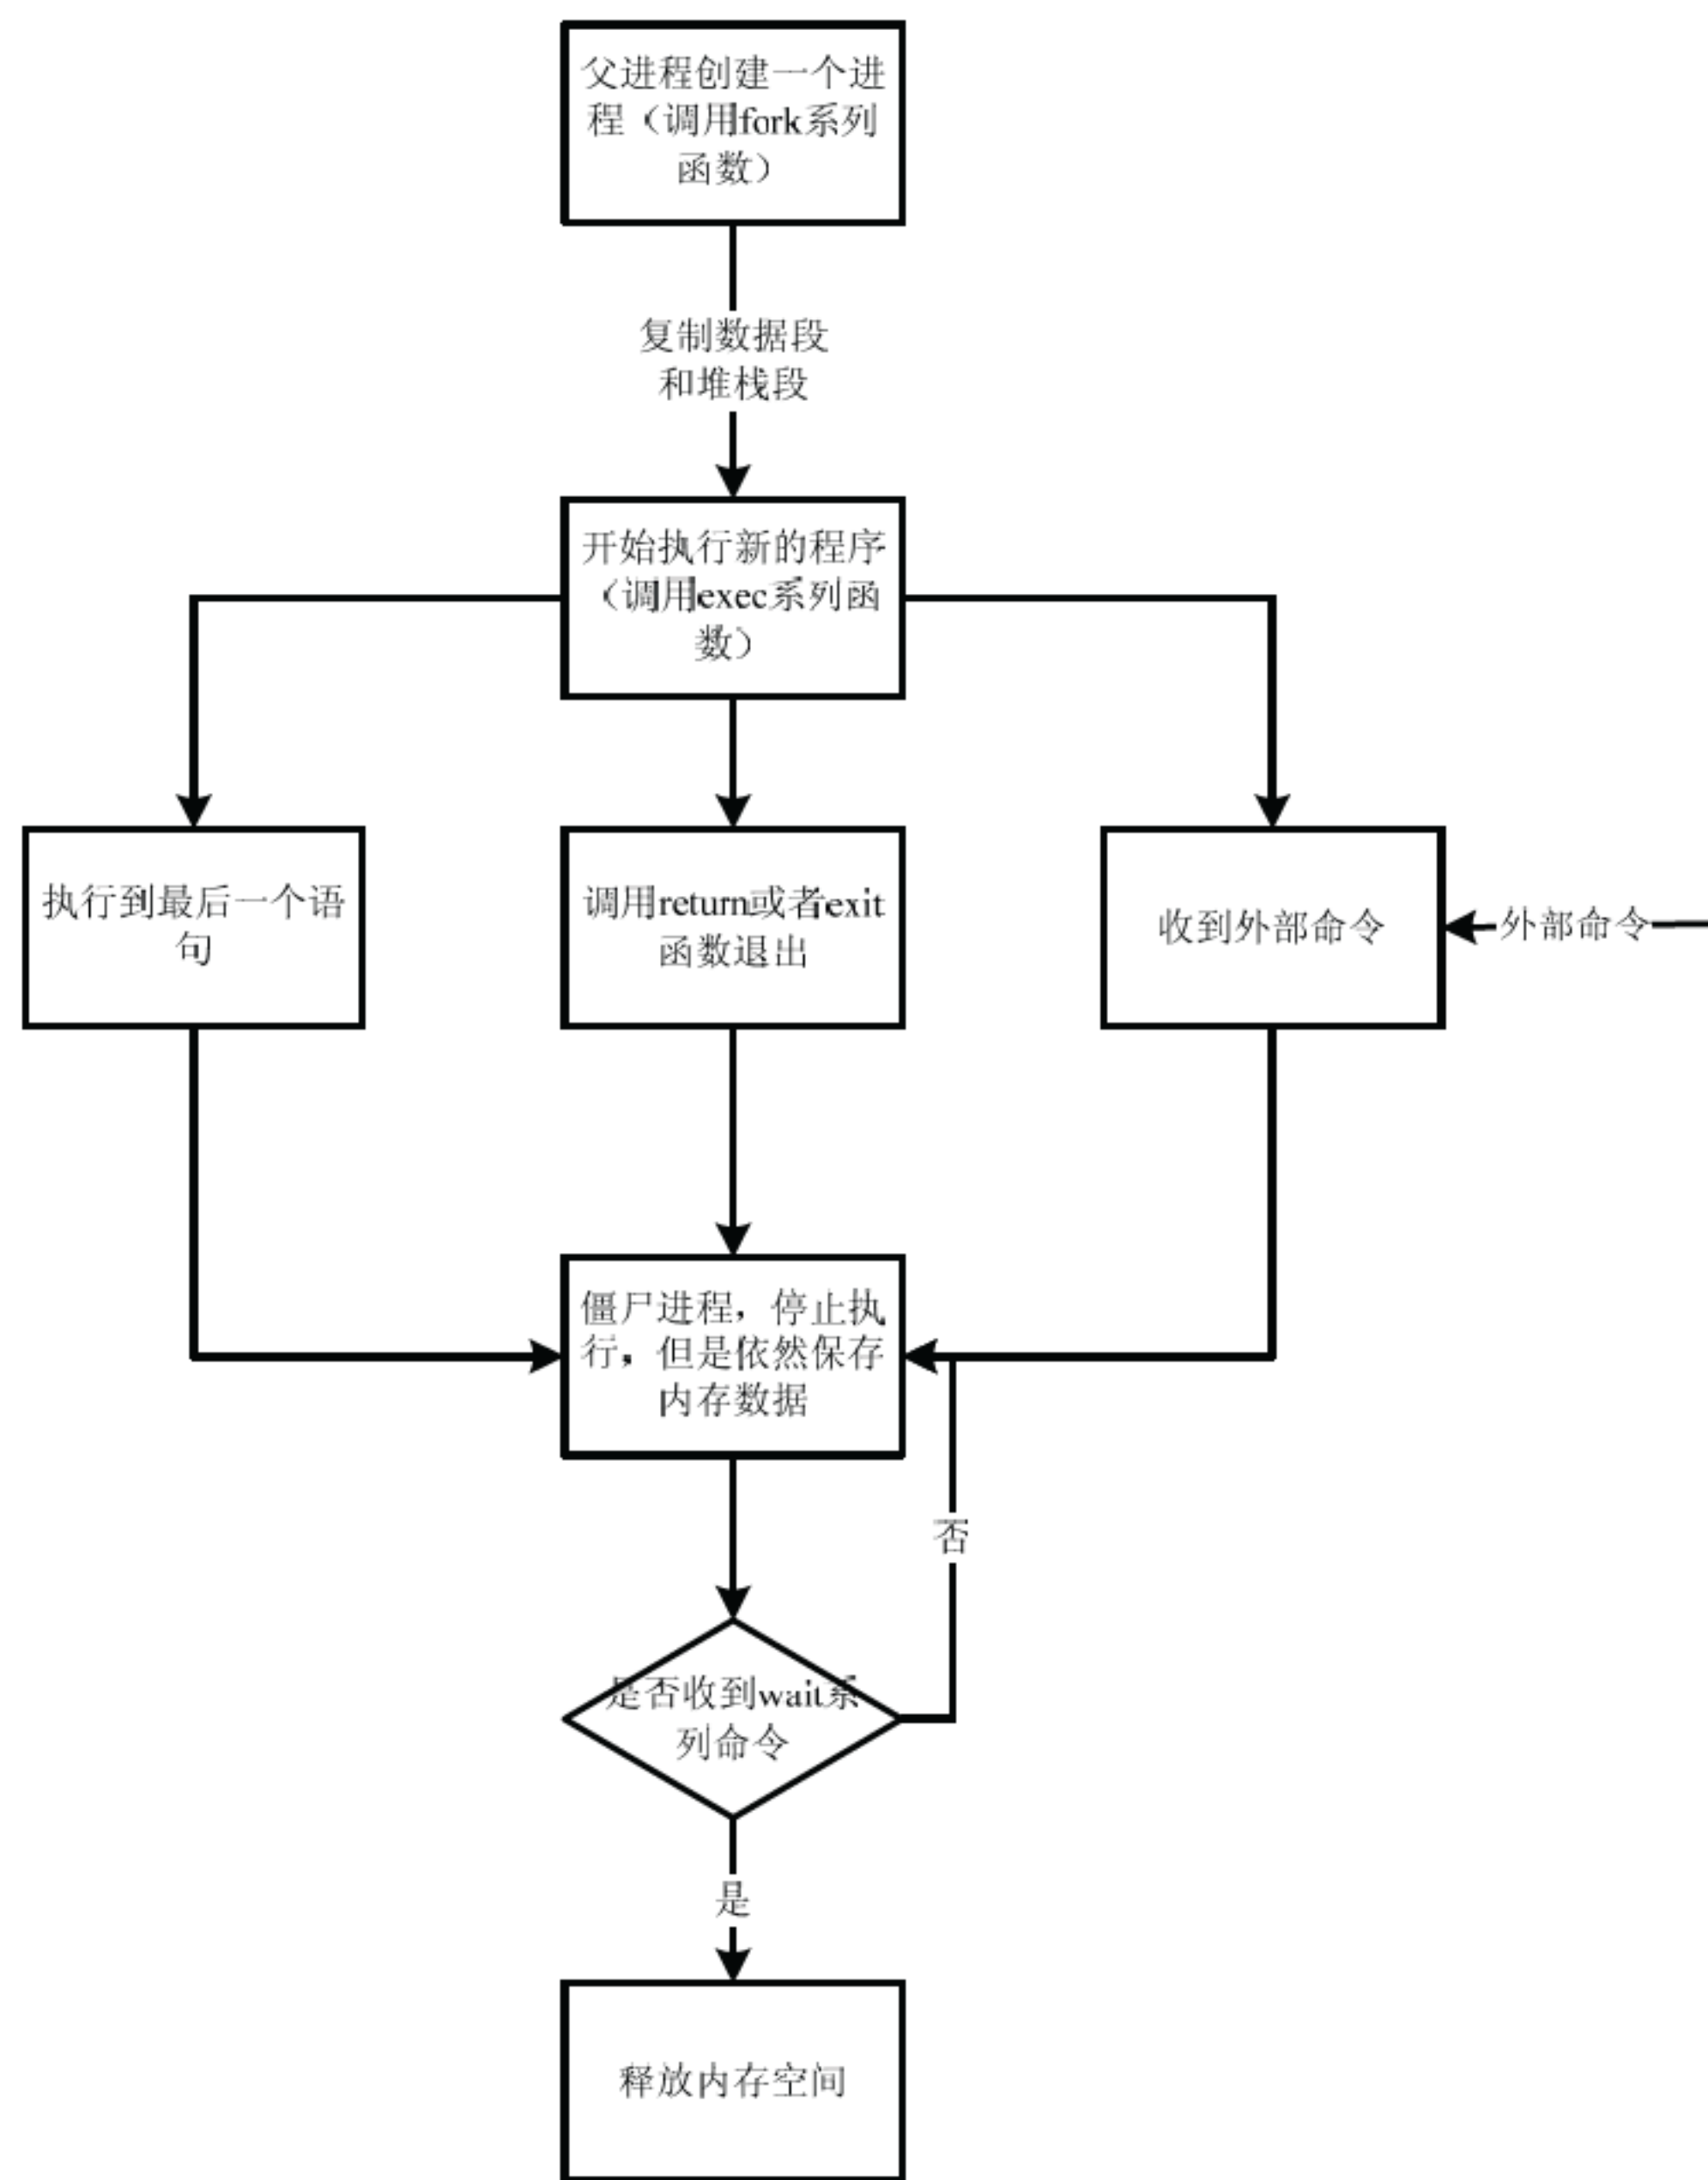 父进程创建一个进
程（调用fork系列
函数）
复制数据段
和堆栈段
开始执行新的程序
（调用exec系列函
数）
执行到最后一个语
句
调用return或者exit
函数退出
收到外部命令
外部命令
僵尸进程，停止执
行，但是依然保存
内存数据
否
是否收到wait系
列命令
是
释放内存空间